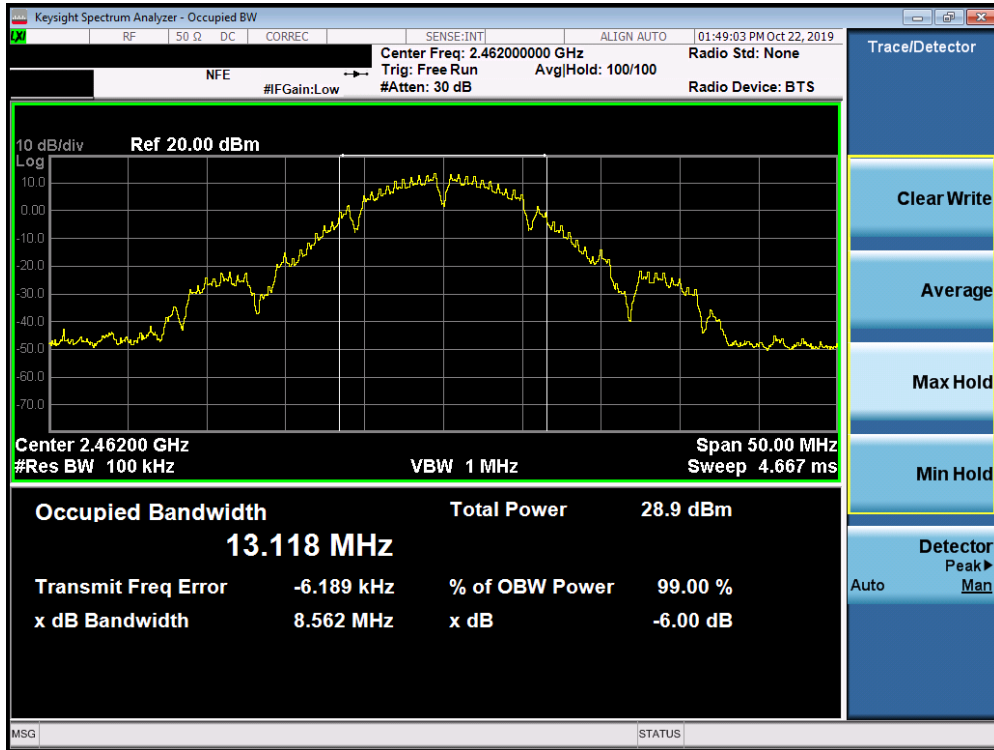 Keysight Spectrum Analyzer - Occupied BW
LXI RF 50 Ω DC CORREC SENSE:INT ALIGN AUTO 01:49:03 PM Oct 22, 2019
Center Freq: 2.462000000 GHz Radio Std: None
NFE Trig: Free Run Avg|Hold: 100/100
#IFGain:Low #Atten: 30 dB Radio Device: BTS
Trace/Detector
10 dB/div Ref 20.00 dBm
Log
10.0
0.00
-10.0
-20.0
-30.0
-40.0
-50.0
-60.0
-70.0
Center 2.46200 GHz Span 50.00 MHz
#Res BW 100 kHz VBW 1 MHz Sweep 4.667 ms
Occupied Bandwidth Total Power 28.9 dBm
13.118 MHz
Transmit Freq Error -6.189 kHz % of OBW Power 99.00 %
x dB Bandwidth 8.562 MHz x dB -6.00 dB
Clear Write
Average
Max Hold
Min Hold
Detector
Peak▶
Auto Man
MSG STATUS